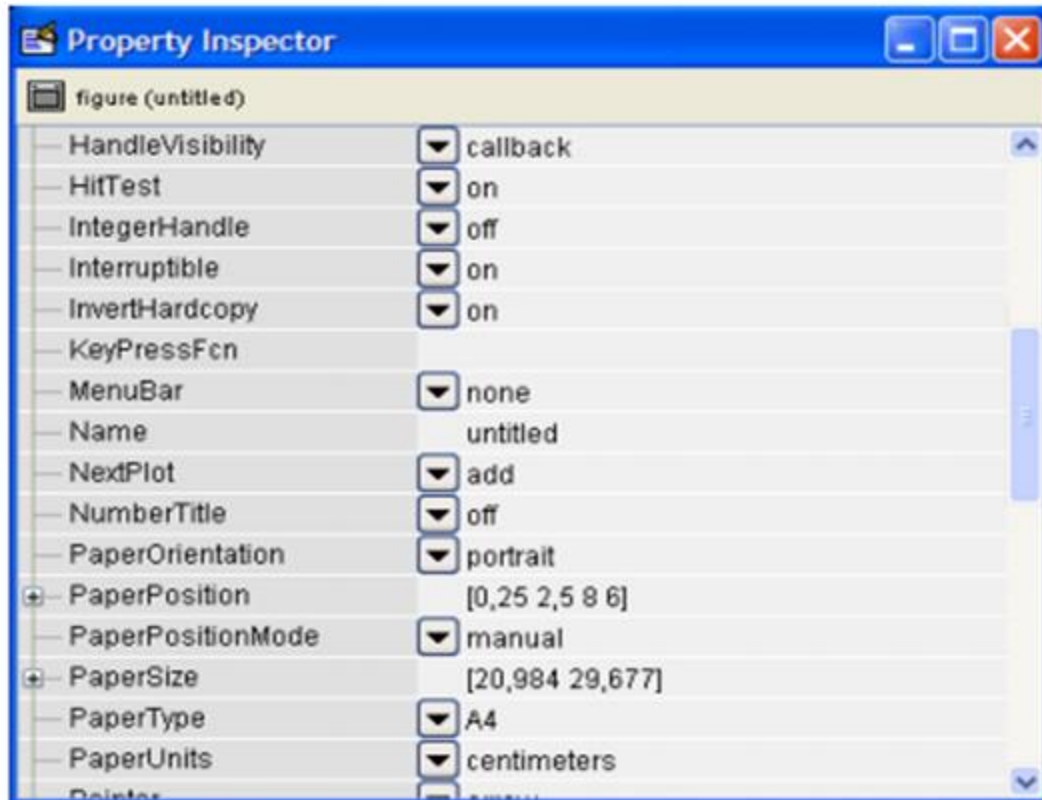 Property Inspector
figure (untitled)
HandleVisibility callback
HitTest on
IntegerHandle off
Interruptible on
InvertHardcopy on
KeyPressFcn
MenuBar none
Name untitled
NextPlot add
NumberTitle off
PaperOrientation portrait
PaperPosition [0,25 2,5 8 6]
PaperPositionMode manual
PaperSize [20,984 29,677]
PaperType A4
PaperUnits centimeters
Pointer arrow